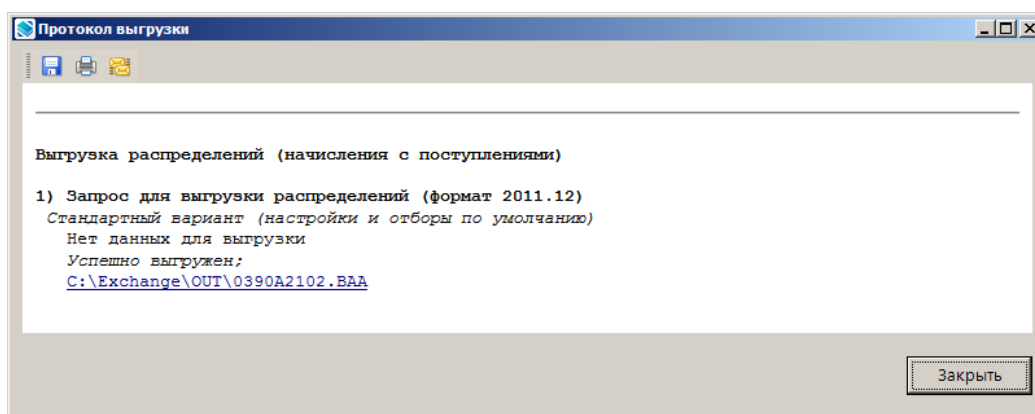 Протокол выгрузки
Выгрузка распределений (начисления с поступлениями)
1) Запрос для выгрузки распределений (формат 2011.12)
Стандартный вариант (настройки и отборы по умолчанию)
Нет данных для выгрузки
Успешно выгружен;
C:\Exchange\OUT\0390A2102.BAA
Закрыть